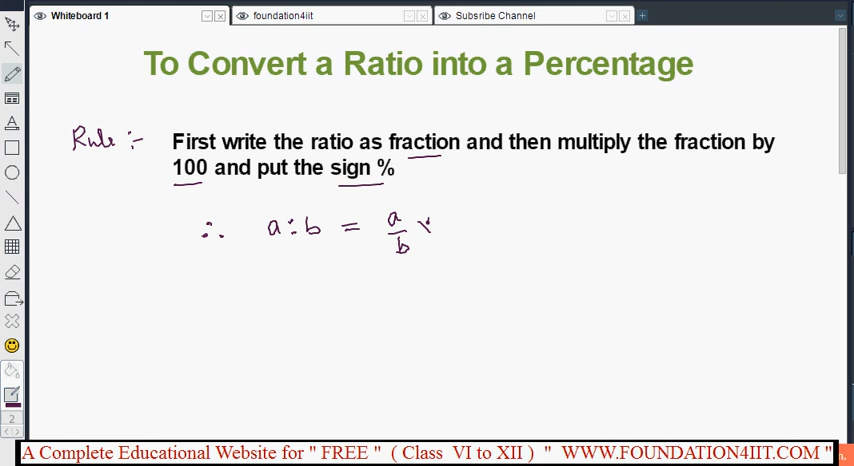 Whiteboard 1 foundation4iit Subsribe Channel
To Convert a Ratio into a Percentage
Rule :- First write the ratio as fraction and then multiply the fraction by
100 and put the sign %
∴ a:b = a/b ×
2
A Complete Educational Website for " FREE " ( Class VI to XII ) " WWW.FOUNDATION4IIT.COM "